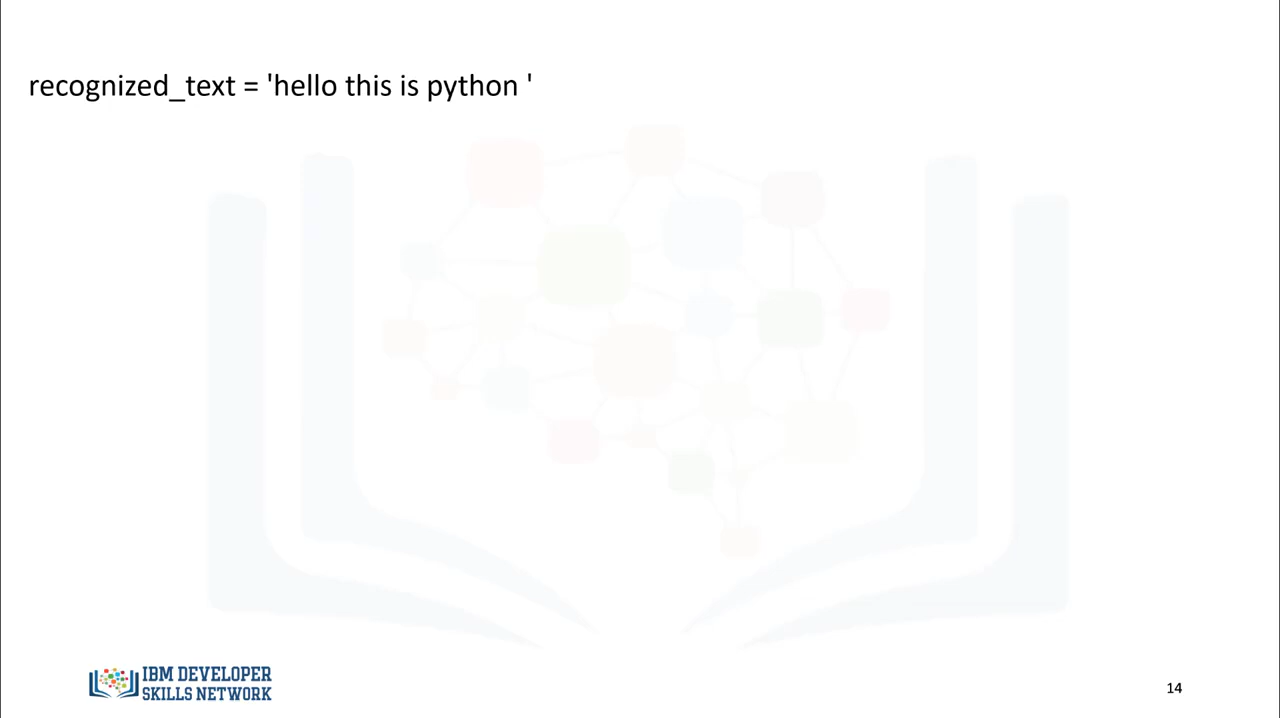 recognized_text = 'hello this is python '
IBM DEVELOPER
SKILLS NETWORK
14